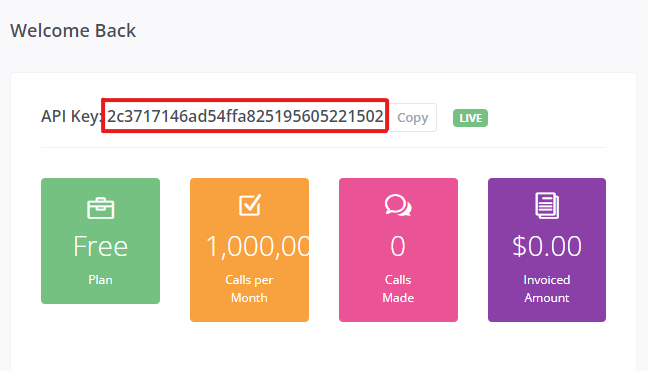 Welcome Back
API Key: 2c3717146ad54ffa825195605221502 Copy LIVE
Free
Plan
1,000,00
Calls per
Month
0
Calls
Made
$0.00
Invoiced
Amount